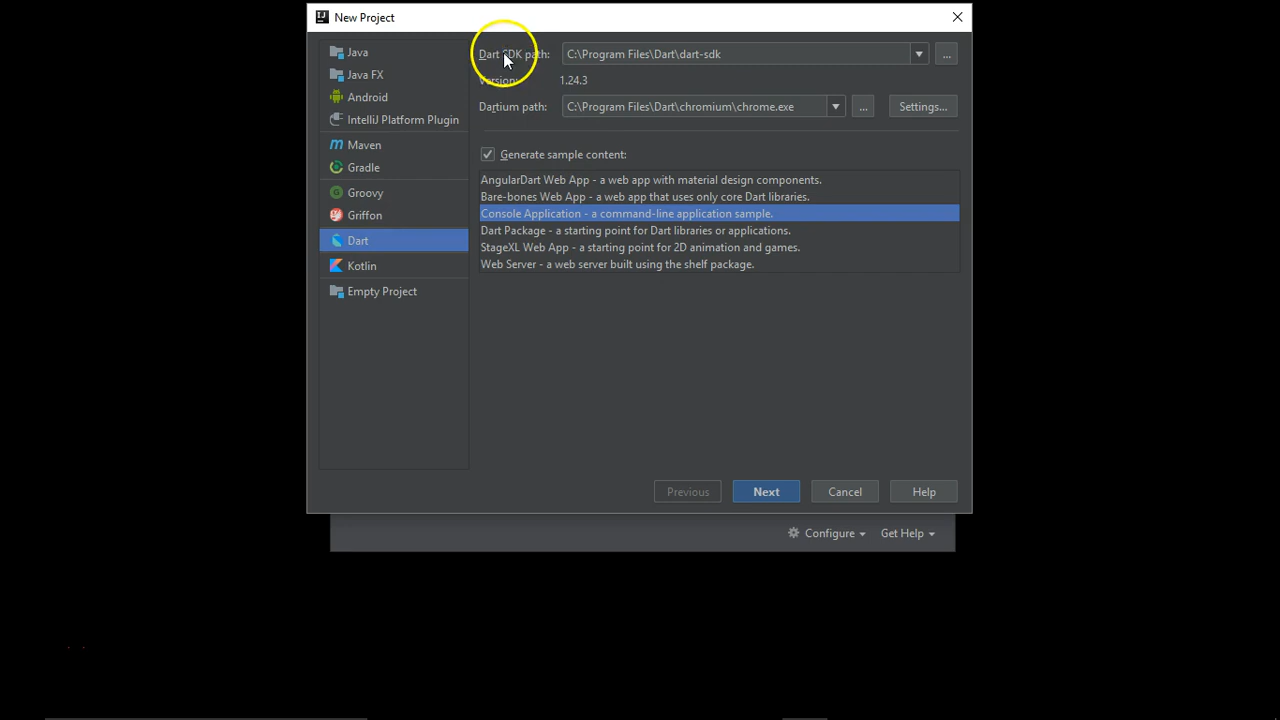 New Project
Java
Java FX
Android
IntelliJ Platform Plugin
Maven
Gradle
Groovy
Griffon
Dart
Kotlin
Empty Project
Dart SDK path: C:\Program Files\Dart\dart-sdk ...
Version: 1.24.3
Dartium path: C:\Program Files\Dart\chromium\chrome.exe ... Settings...
Generate sample content:
AngularDart Web App - a web app with material design components.
Bare-bones Web App - a web app that uses only core Dart libraries.
Console Application - a command-line application sample.
Dart Package - a starting point for Dart libraries or applications.
StageXL Web App - a starting point for 2D animation and games.
Web Server - a web server built using the shelf package.
Previous Next Cancel Help
Configure Get Help